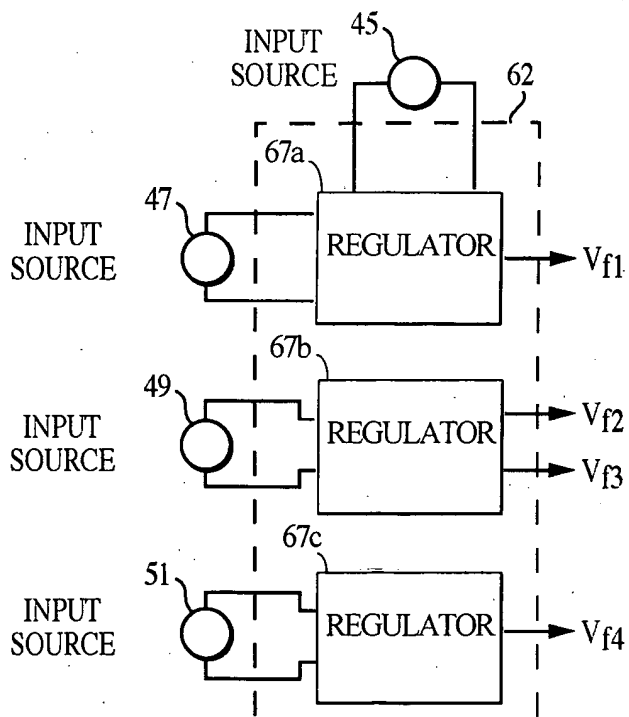 INPUT
SOURCE
45
62
67a
47
INPUT
SOURCE
REGULATOR
Vf1
67b
49
INPUT
SOURCE
REGULATOR
Vf2
Vf3
67c
51
INPUT
SOURCE
REGULATOR
Vf4